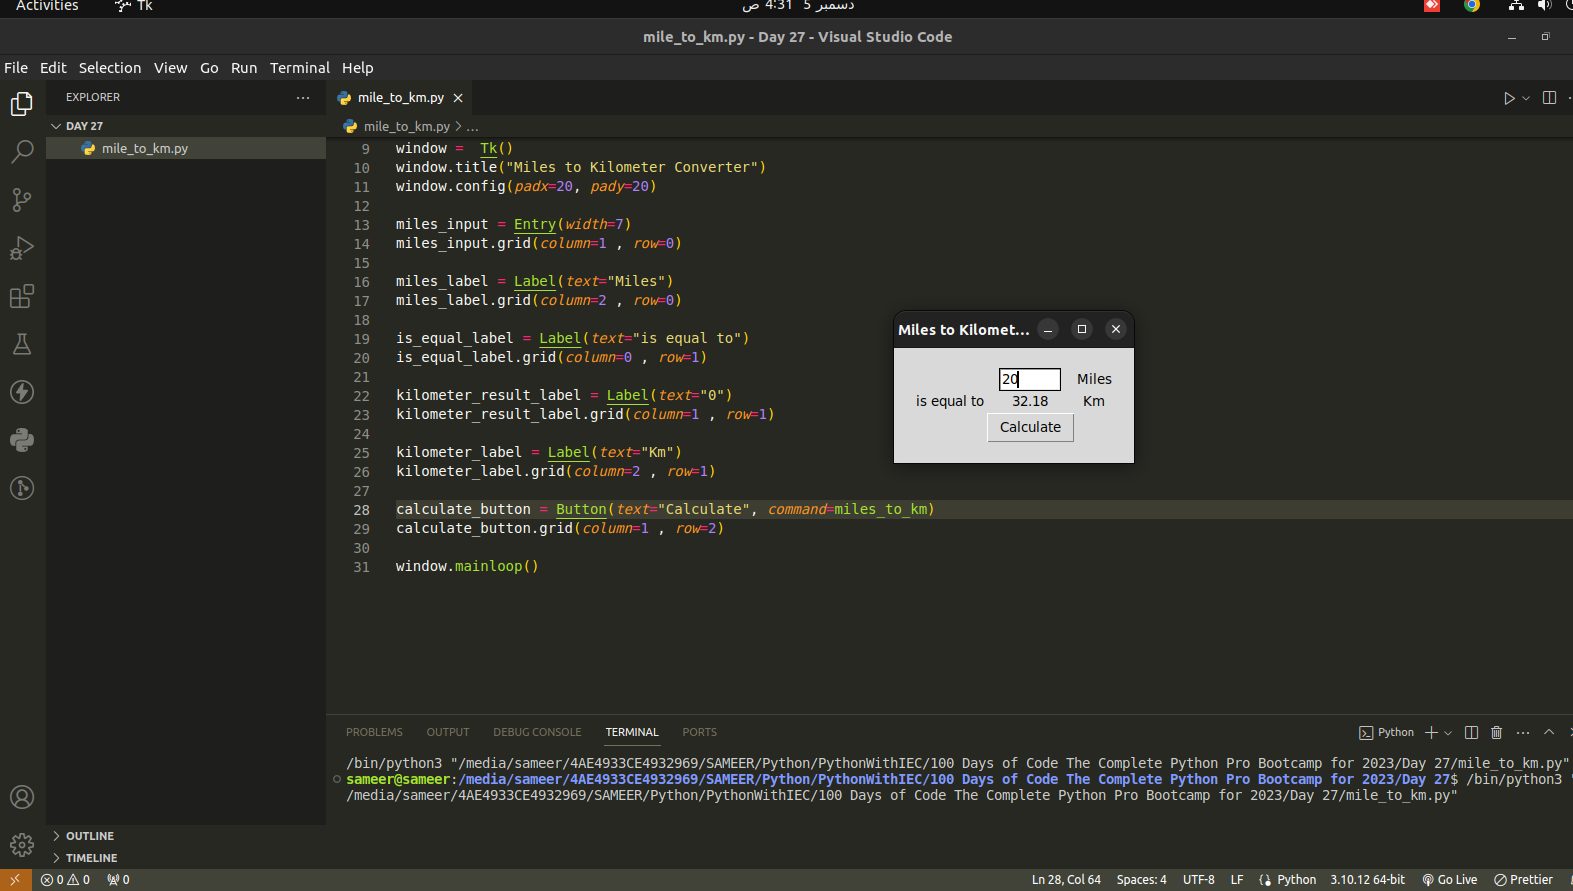 Activities Tk دسمبر 5 4:31 ص
mile_to_km.py - Day 27 - Visual Studio Code
File Edit Selection View Go Run Terminal Help
EXPLORER ...
mile_to_km.py
DAY 27
mile_to_km.py > ...
mile_to_km.py
9 window =  Tk()
10 window.title("Miles to Kilometer Converter")
11 window.config(padx=20, pady=20)
12
13 miles_input = Entry(width=7)
14 miles_input.grid(column=1 , row=0)
15
16 miles_label = Label(text="Miles")
17 miles_label.grid(column=2 , row=0)
18
19 is_equal_label = Label(text="is equal to")
20 is_equal_label.grid(column=0 , row=1)
21
22 kilometer_result_label = Label(text="0")
23 kilometer_result_label.grid(column=1 , row=1)
24
25 kilometer_label = Label(text="Km")
26 kilometer_label.grid(column=2 , row=1)
27
28 calculate_button = Button(text="Calculate", command=miles_to_km)
29 calculate_button.grid(column=1 , row=2)
30
31 window.mainloop()
Miles to Kilomet...
20 Miles
is equal to 32.18 Km
Calculate
PROBLEMS OUTPUT DEBUG CONSOLE TERMINAL PORTS Python
/bin/python3 "/media/sameer/4AE4933CE4932969/SAMEER/Python/PythonWithIEC/100 Days of Code The Complete Python Pro Bootcamp for 2023/Day 27/mile_to_km.py"
sameer@sameer:/media/sameer/4AE4933CE4932969/SAMEER/Python/PythonWithIEC/100 Days of Code The Complete Python Pro Bootcamp for 2023/Day 27$ /bin/python3 "
/media/sameer/4AE4933CE4932969/SAMEER/Python/PythonWithIEC/100 Days of Code The Complete Python Pro Bootcamp for 2023/Day 27/mile_to_km.py"
OUTLINE
TIMELINE
0 0 0 Ln 28, Col 64 Spaces: 4 UTF-8 LF Python 3.10.12 64-bit Go Live Prettier